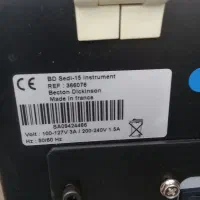 CE
BD Sedi-15 Instrument
REF : 366076
Becton Dickinson
Made in france
SA09424466
Volt : 100-127V 3A / 200-240V 1.5A
Hz : 50/60 Hz